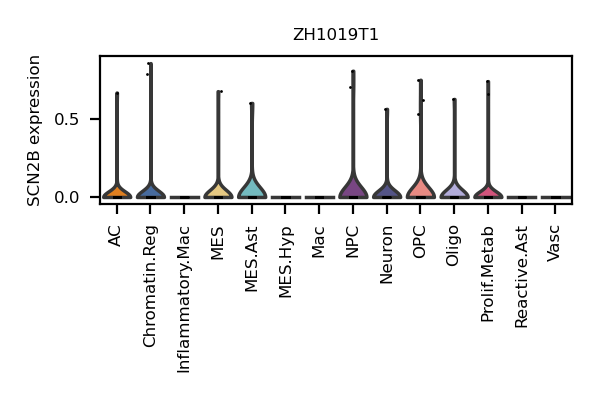 ZH1019T1
SCN2B expression
0.5
0.0
AC
Chromatin.Reg
Inflammatory.Mac
MES
MES.Ast
MES.Hyp
Mac
NPC
Neuron
OPC
Oligo
Prolif.Metab
Reactive.Ast
Vasc